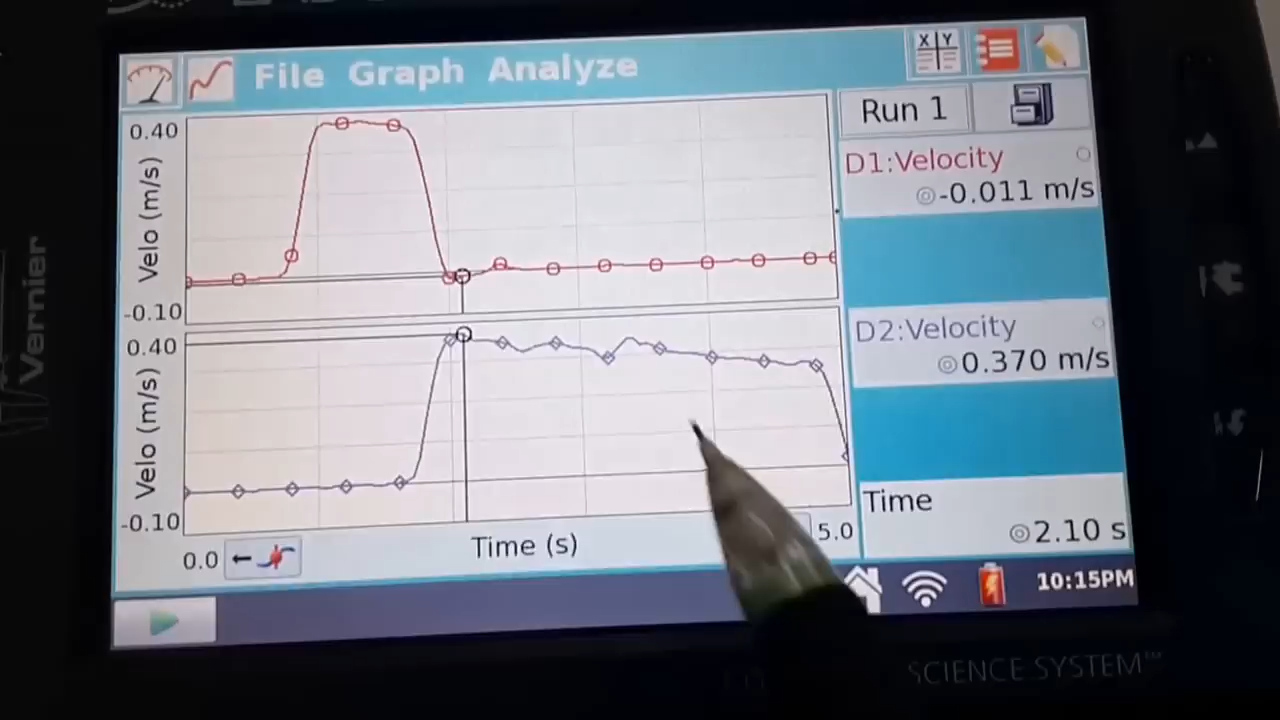 File Graph Analyze
X Y
0.40
Velo (m/s)
-0.10
Run 1
D1:Velocity
-0.011 m/s
0.40
Velo (m/s)
-0.10
D2:Velocity
0.370 m/s
0.0
Time (s)
5.0
Time
2.10 s
10:15PM
Vernier
SCIENCE SYSTEM™